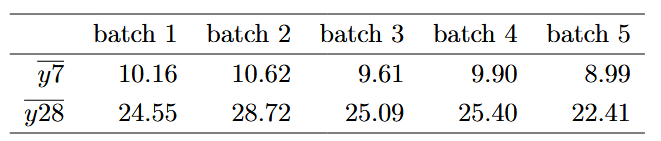 batch 1 batch 2 batch 3 batch 4 batch 5
y7 10.16 10.62 9.61 9.90 8.99
y28 24.55 28.72 25.09 25.40 22.41